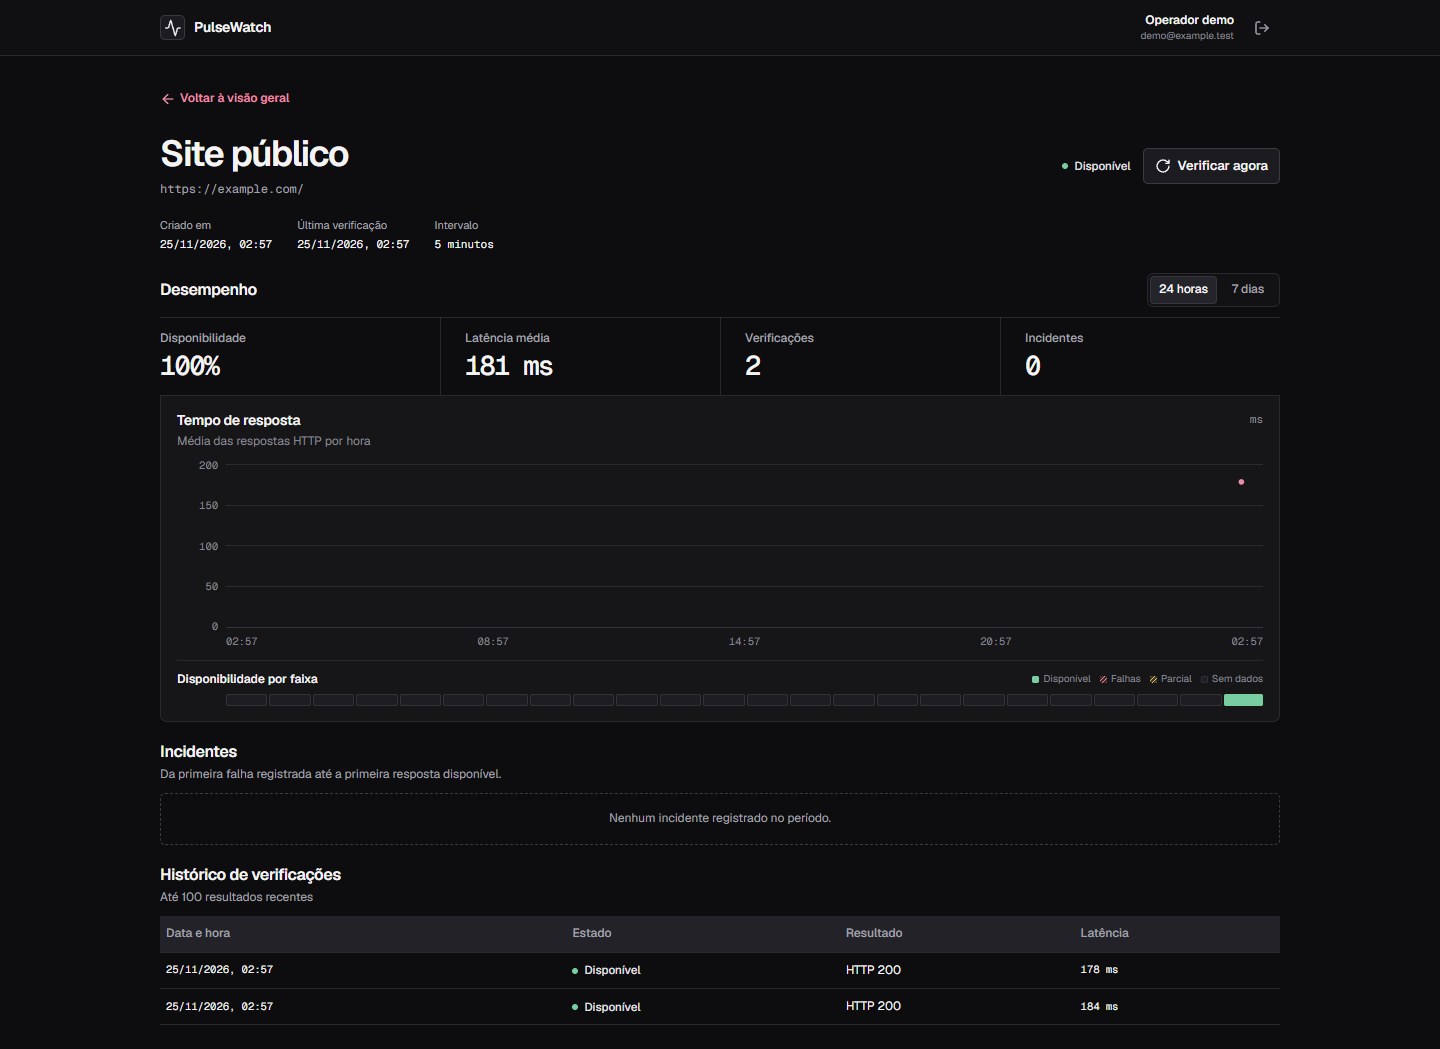 PulseWatch
Operador demo
demo@example.test
Voltar à visão geral
Site público
https://example.com/
Disponível
Verificar agora
Criado em
25/11/2026, 02:57
Última verificação
25/11/2026, 02:57
Intervalo
5 minutos
Desempenho
24 horas 7 dias
Disponibilidade
100%
Latência média
181 ms
Verificações
2
Incidentes
0
Tempo de resposta
ms
Média das respostas HTTP por hora
200
150
100
50
0
02:57 08:57 14:57 20:57 02:57
Disponibilidade por faixa
Disponível Falhas Parcial Sem dados
Incidentes
Da primeira falha registrada até a primeira resposta disponível.
Nenhum incidente registrado no período.
Histórico de verificações
Até 100 resultados recentes
Data e hora Estado Resultado Latência
25/11/2026, 02:57 Disponível HTTP 200 178 ms
25/11/2026, 02:57 Disponível HTTP 200 184 ms